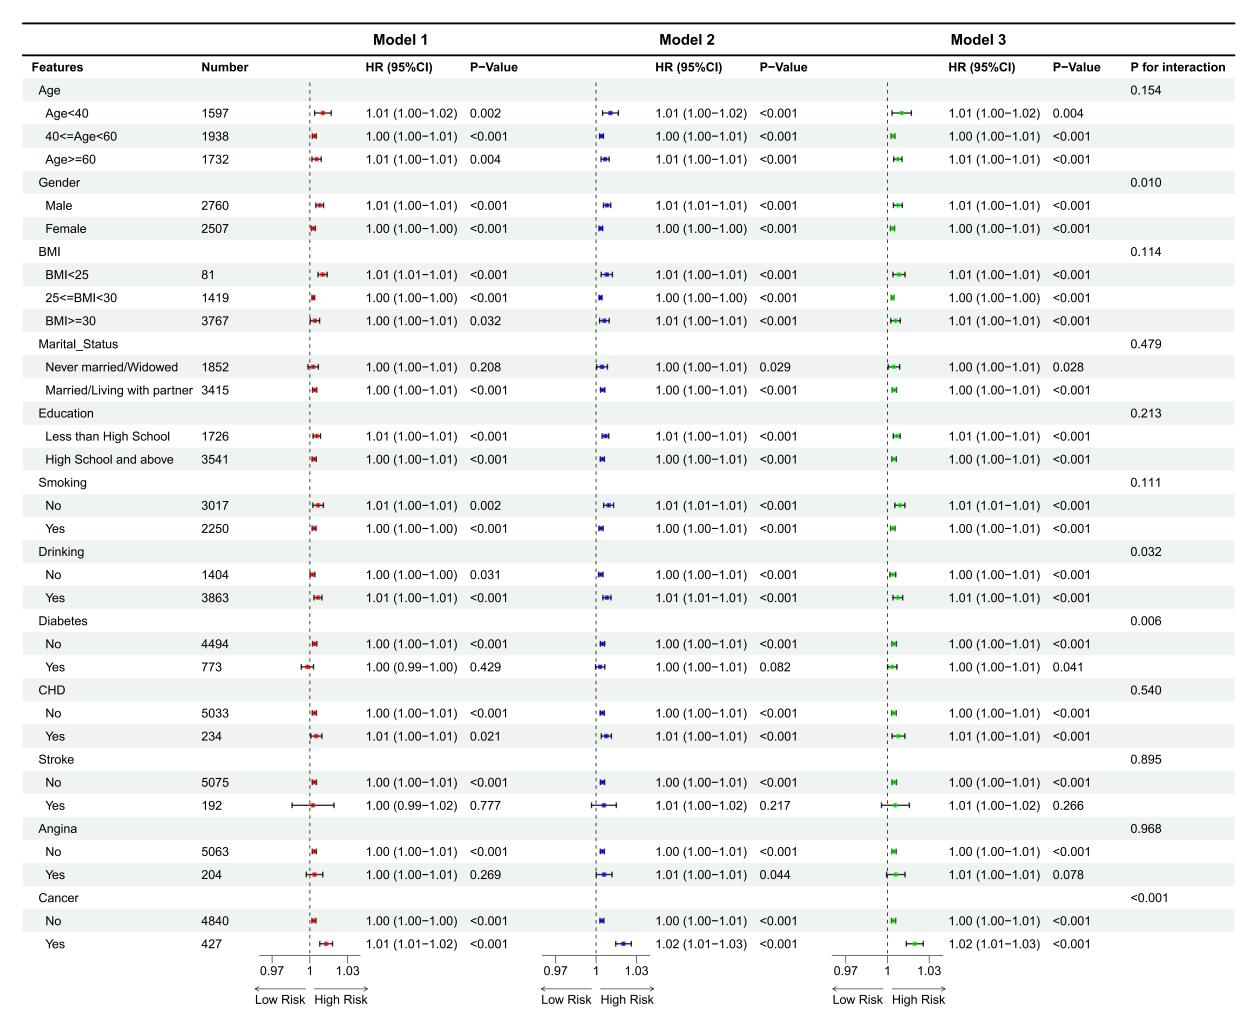 Model 1 Model 2 Model 3
Features Number HR (95%CI) P−Value HR (95%CI) P−Value HR (95%CI) P−Value P for interaction
Age 0.154
Age<40 1597 1.01 (1.00−1.02) 0.002 1.01 (1.00−1.02) <0.001 1.01 (1.00−1.02) 0.004
40<=Age<60 1938 1.00 (1.00−1.01) <0.001 1.00 (1.00−1.01) <0.001 1.00 (1.00−1.01) <0.001
Age>=60 1732 1.01 (1.00−1.01) 0.004 1.01 (1.00−1.01) <0.001 1.01 (1.00−1.01) <0.001
Gender 0.010
Male 2760 1.01 (1.00−1.01) <0.001 1.01 (1.01−1.01) <0.001 1.01 (1.00−1.01) <0.001
Female 2507 1.00 (1.00−1.00) <0.001 1.00 (1.00−1.00) <0.001 1.00 (1.00−1.01) <0.001
BMI 0.114
BMI<25 81 1.01 (1.01−1.01) <0.001 1.01 (1.00−1.01) <0.001 1.01 (1.00−1.01) <0.001
25<=BMI<30 1419 1.00 (1.00−1.00) <0.001 1.00 (1.00−1.00) <0.001 1.00 (1.00−1.00) <0.001
BMI>=30 3767 1.00 (1.00−1.01) 0.032 1.01 (1.00−1.01) <0.001 1.01 (1.00−1.01) <0.001
Marital_Status 0.479
Never married/Widowed 1852 1.00 (1.00−1.01) 0.208 1.00 (1.00−1.01) 0.029 1.00 (1.00−1.01) 0.028
Married/Living with partner 3415 1.00 (1.00−1.01) <0.001 1.00 (1.00−1.01) <0.001 1.00 (1.00−1.01) <0.001
Education 0.213
Less than High School 1726 1.01 (1.00−1.01) <0.001 1.01 (1.00−1.01) <0.001 1.01 (1.00−1.01) <0.001
High School and above 3541 1.00 (1.00−1.01) <0.001 1.00 (1.00−1.01) <0.001 1.00 (1.00−1.01) <0.001
Smoking 0.111
No 3017 1.01 (1.00−1.01) 0.002 1.01 (1.01−1.01) <0.001 1.01 (1.01−1.01) <0.001
Yes 2250 1.00 (1.00−1.00) <0.001 1.00 (1.00−1.01) <0.001 1.00 (1.00−1.01) <0.001
Drinking 0.032
No 1404 1.00 (1.00−1.00) 0.031 1.00 (1.00−1.01) <0.001 1.00 (1.00−1.01) <0.001
Yes 3863 1.01 (1.00−1.01) <0.001 1.01 (1.01−1.01) <0.001 1.01 (1.00−1.01) <0.001
Diabetes 0.006
No 4494 1.00 (1.00−1.01) <0.001 1.00 (1.00−1.01) <0.001 1.00 (1.00−1.01) <0.001
Yes 773 1.00 (0.99−1.00) 0.429 1.00 (1.00−1.01) 0.082 1.00 (1.00−1.01) 0.041
CHD 0.540
No 5033 1.00 (1.00−1.01) <0.001 1.00 (1.00−1.01) <0.001 1.00 (1.00−1.01) <0.001
Yes 234 1.01 (1.00−1.01) 0.021 1.01 (1.00−1.01) <0.001 1.01 (1.00−1.01) <0.001
Stroke 0.895
No 5075 1.00 (1.00−1.01) <0.001 1.00 (1.00−1.01) <0.001 1.00 (1.00−1.01) <0.001
Yes 192 1.00 (0.99−1.02) 0.777 1.01 (1.00−1.02) 0.217 1.01 (1.00−1.02) 0.266
Angina 0.968
No 5063 1.00 (1.00−1.01) <0.001 1.00 (1.00−1.01) <0.001 1.00 (1.00−1.01) <0.001
Yes 204 1.00 (1.00−1.01) 0.269 1.01 (1.00−1.01) 0.044 1.01 (1.00−1.01) 0.078
Cancer <0.001
No 4840 1.00 (1.00−1.00) <0.001 1.00 (1.00−1.01) <0.001 1.00 (1.00−1.01) <0.001
Yes 427 1.01 (1.01−1.02) <0.001 1.02 (1.01−1.03) <0.001 1.02 (1.01−1.03) <0.001
0.97 1 1.03 0.97 1 1.03 0.97 1 1.03
Low Risk High Risk Low Risk High Risk Low Risk High Risk